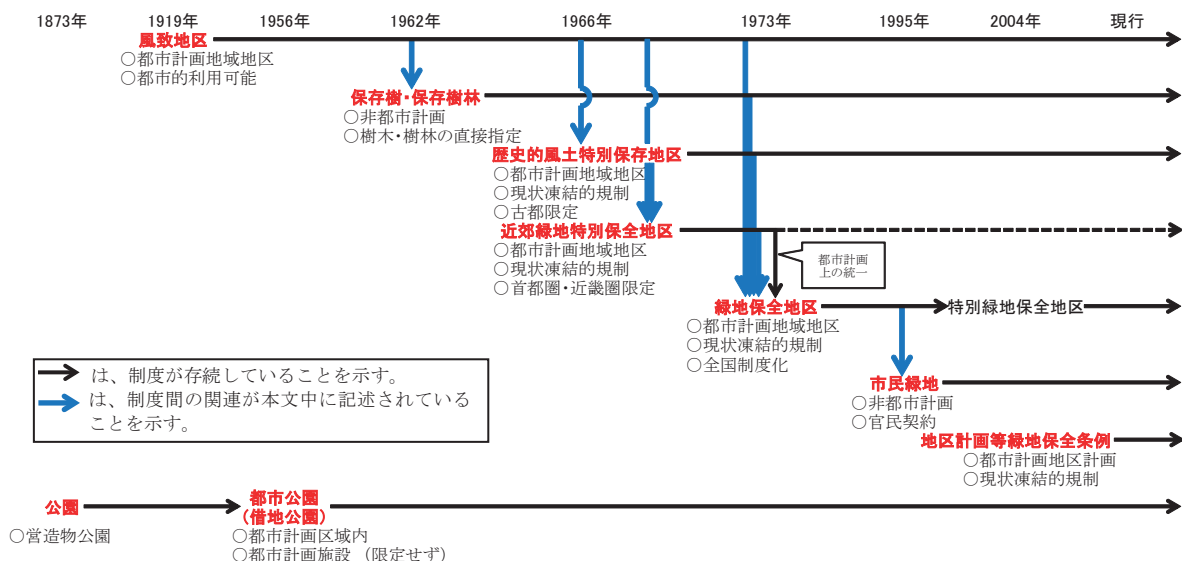 1873年 1919年 1956年 1962年 1966年 1973年 1995年 2004年 現行
風致地区
○都市計画地域地区
○都市的利用可能
保存樹・保存樹林
○非都市計画
○樹木・樹林の直接指定
歴史的風土特別保存地区
○都市計画地域地区
○現状凍結的規制
○古都限定
近郊緑地特別保全地区
○都市計画地域地区
○現状凍結的規制
○首都圏・近畿圏限定
都市計画
上の統一
緑地保全地区
○都市計画地域地区
○現状凍結的規制
○全国制度化
特別緑地保全地区
は、制度が存続していることを示す。
は、制度間の関連が本文中に記述されている
ことを示す。
市民緑地
○非都市計画
○官民契約
地区計画等緑地保全条例
○都市計画地区計画
○現状凍結的規制
公園
○営造物公園
都市公園
(借地公園)
○都市計画区域内
○都市計画施設 （限定せず）